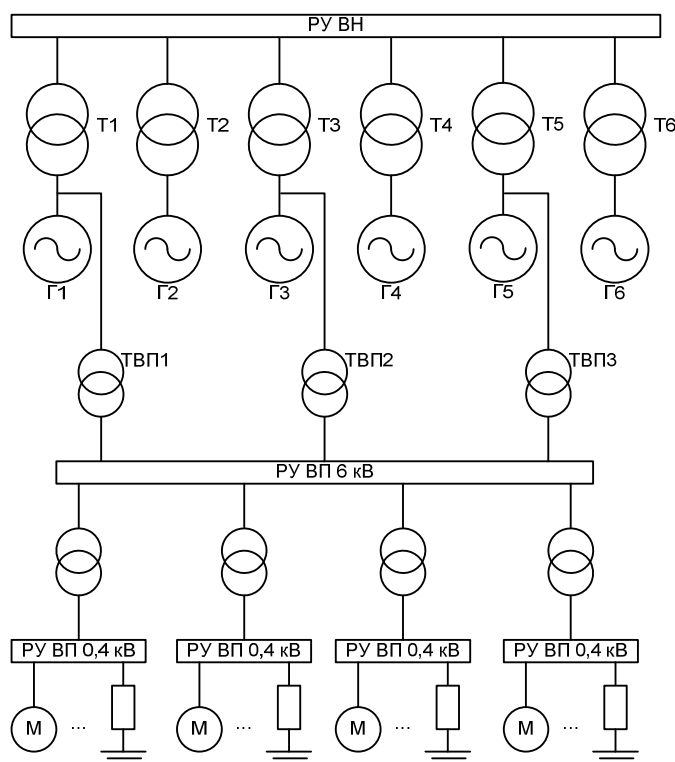 РУ ВН
Т1 Т2 Т3 Т4 Т5 Т6
Г1 Г2 Г3 Г4 Г5 Г6
ТВП1 ТВП2 ТВП3
РУ ВП 6 кВ
РУ ВП 0,4 кВ РУ ВП 0,4 кВ РУ ВП 0,4 кВ РУ ВП 0,4 кВ
М ... М ... М ... М ...